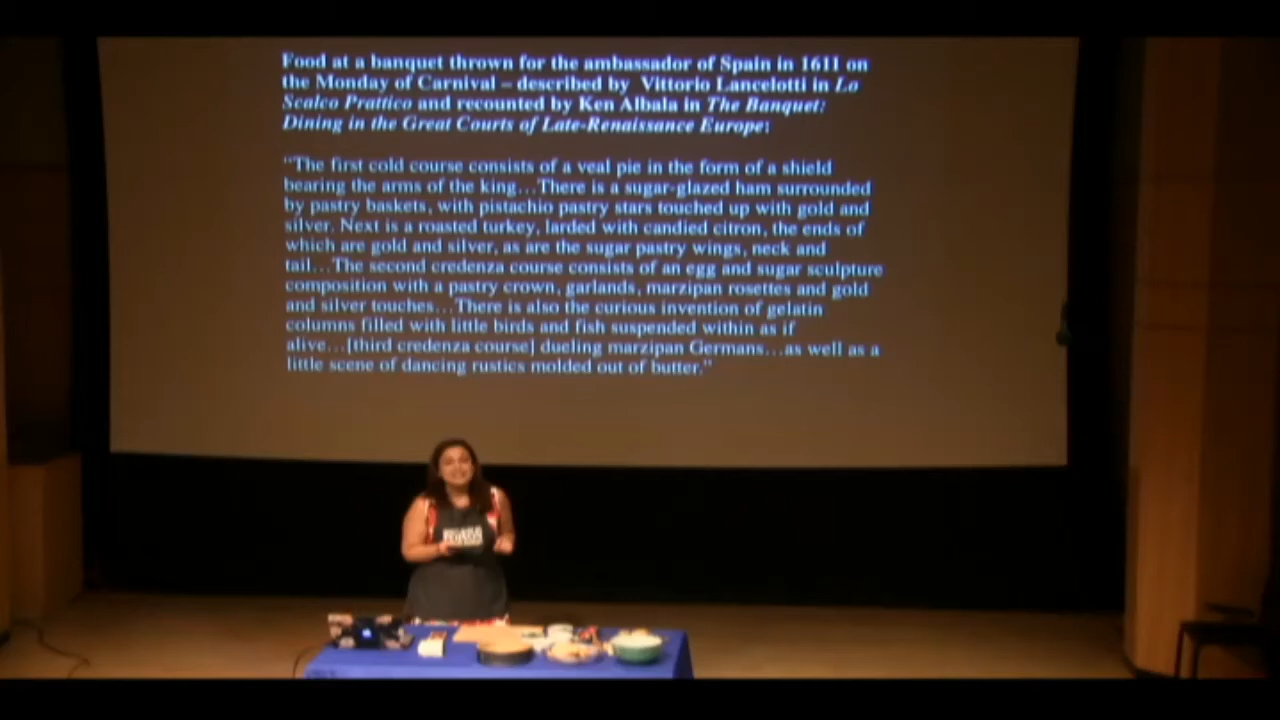 Food at a banquet thrown for the ambassador of Spain in 1611 on
the Monday of Carnival – described by Vittorio Lancelotti in Lo
Scalco Prattico and recounted by Ken Albala in The Banquet:
Dining in the Great Courts of Late-Renaissance Europe:
"The first cold course consists of a veal pie in the form of a shield
bearing the arms of the king…There is a sugar-glazed ham surrounded
by pastry baskets, with pistachio pastry stars touched up with gold and
silver. Next is a roasted turkey, larded with candied citron, the ends of
which are gold and silver, as are the sugar pastry wings, neck and
tail…The second credenza course consists of an egg and sugar sculpture
composition with a pastry crown, garlands, marzipan rosettes and gold
and silver touches…There is also the curious invention of gelatin
columns filled with little birds and fish suspended within as if
alive…[third credenza course] dueling marzipan Germans…as well as a
little scene of dancing rustics molded out of butter."